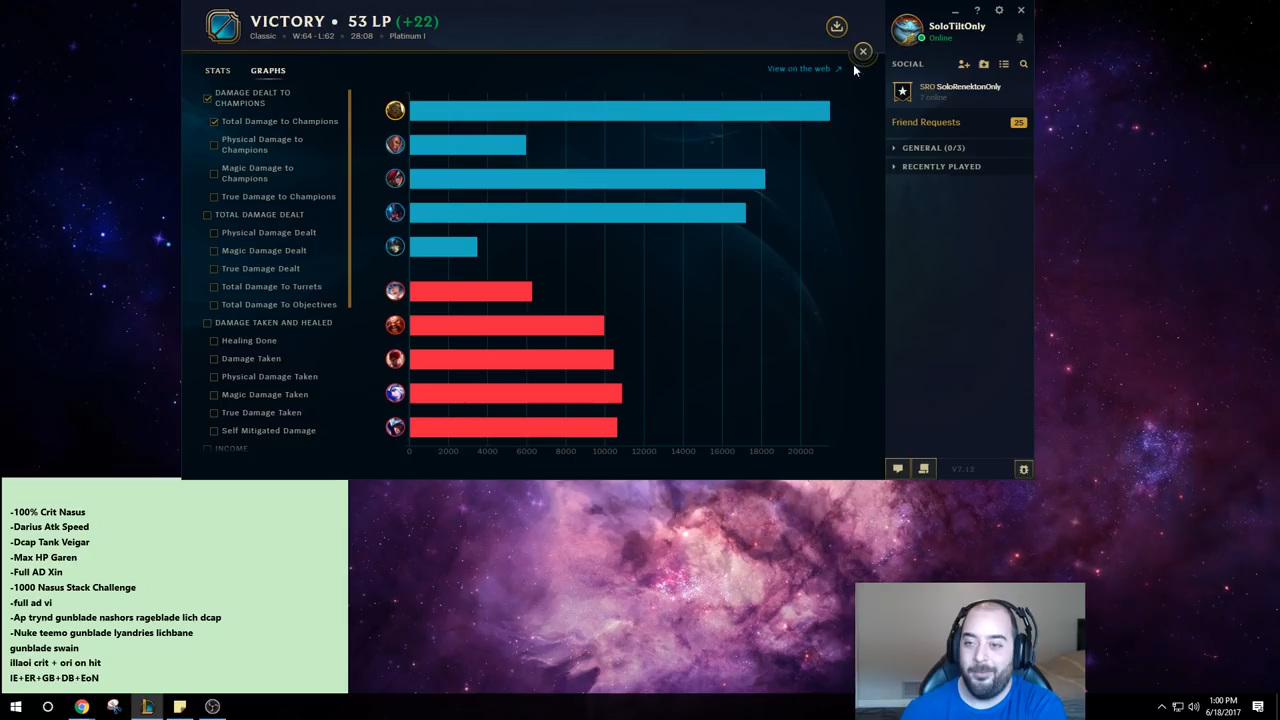 VICTORY • 53 LP (+22)
Classic W:64 - L:62 28:08 Platinum I
SoloTiltOnly
Online
STATS GRAPHS
View on the web
SOCIAL
SRO SoloRenektonOnly
7 online
Friend Requests 25
GENERAL (0/3)
RECENTLY PLAYED
DAMAGE DEALT TO
CHAMPIONS
Total Damage to Champions
Physical Damage to
Champions
Magic Damage to
Champions
True Damage to Champions
TOTAL DAMAGE DEALT
Physical Damage Dealt
Magic Damage Dealt
True Damage Dealt
Total Damage To Turrets
Total Damage To Objectives
DAMAGE TAKEN AND HEALED
Healing Done
Damage Taken
Physical Damage Taken
Magic Damage Taken
True Damage Taken
Self Mitigated Damage
INCOME
0 2000 4000 6000 8000 10000 12000 14000 16000 18000 20000
V7.12
-100% Crit Nasus
-Darius Atk Speed
-Dcap Tank Veigar
-Max HP Garen
-Full AD Xin
-1000 Nasus Stack Challenge
-full ad vi
-Ap trynd gunblade nashors rageblade lich dcap
-Nuke teemo gunblade lyandries lichbane
gunblade swain
illaoi crit + ori on hit
IE+ER+GB+DB+EoN
1:00 PM
6/18/2017